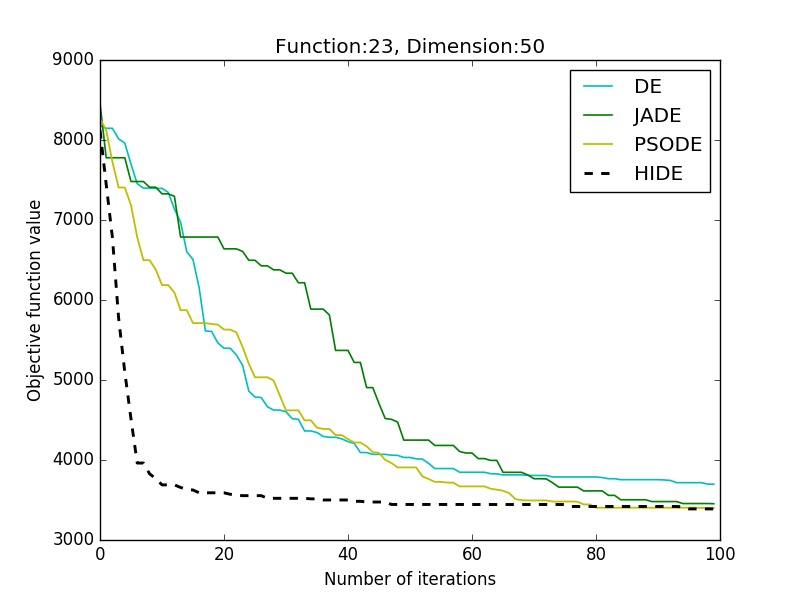 Function:23, Dimension:50
Objective function value
9000
8000
7000
6000
5000
4000
3000
DE
JADE
PSODE
HIDE
0
20
40
60
80
100
Number of iterations